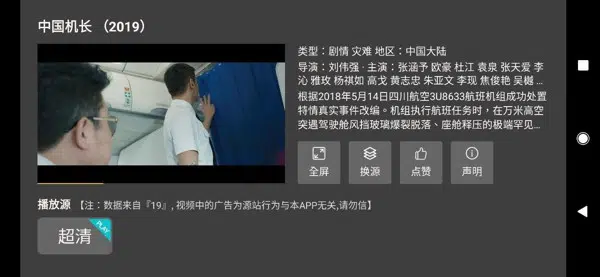 中国机长 （2019）
类型：剧情 灾难 地区：中国大陆
导演：刘伟强 · 主演：张涵予 欧豪 杜江 袁泉 张天爱 李
沁 雅玫 杨祺如 高戈 黄志忠 朱亚文 李现 焦俊艳 吴樾 ...
根据2018年5月14日四川航空3U8633航班机组成功处置
特情真实事件改编。机组执行航班任务时，在万米高空
突遇驾驶舱风挡玻璃爆裂脱落、座舱释压的极端罕见...
全屏
换源
点赞
声明
播放源 【注：数据来自『19』, 视频中的广告为源站行为与本APP无关,请勿信】
超清
PLAY